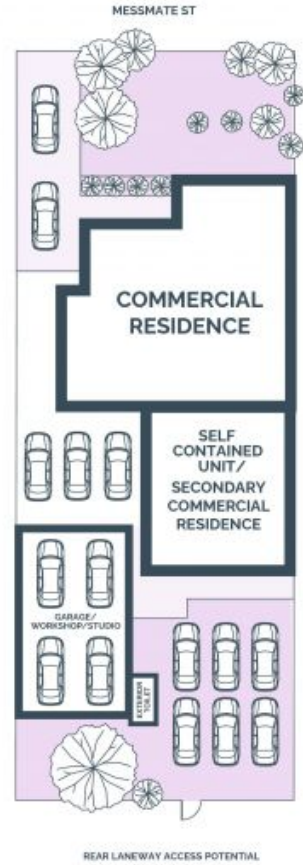 MESSMATE ST
COMMERCIAL
RESIDENCE
SELF
CONTAINED
UNIT/
SECONDARY
COMMERCIAL
RESIDENCE
GARAGE/
WORKSHOP/STUDIO
EXTERIOR
TOILET
REAR LANEWAY ACCESS POTENTIAL